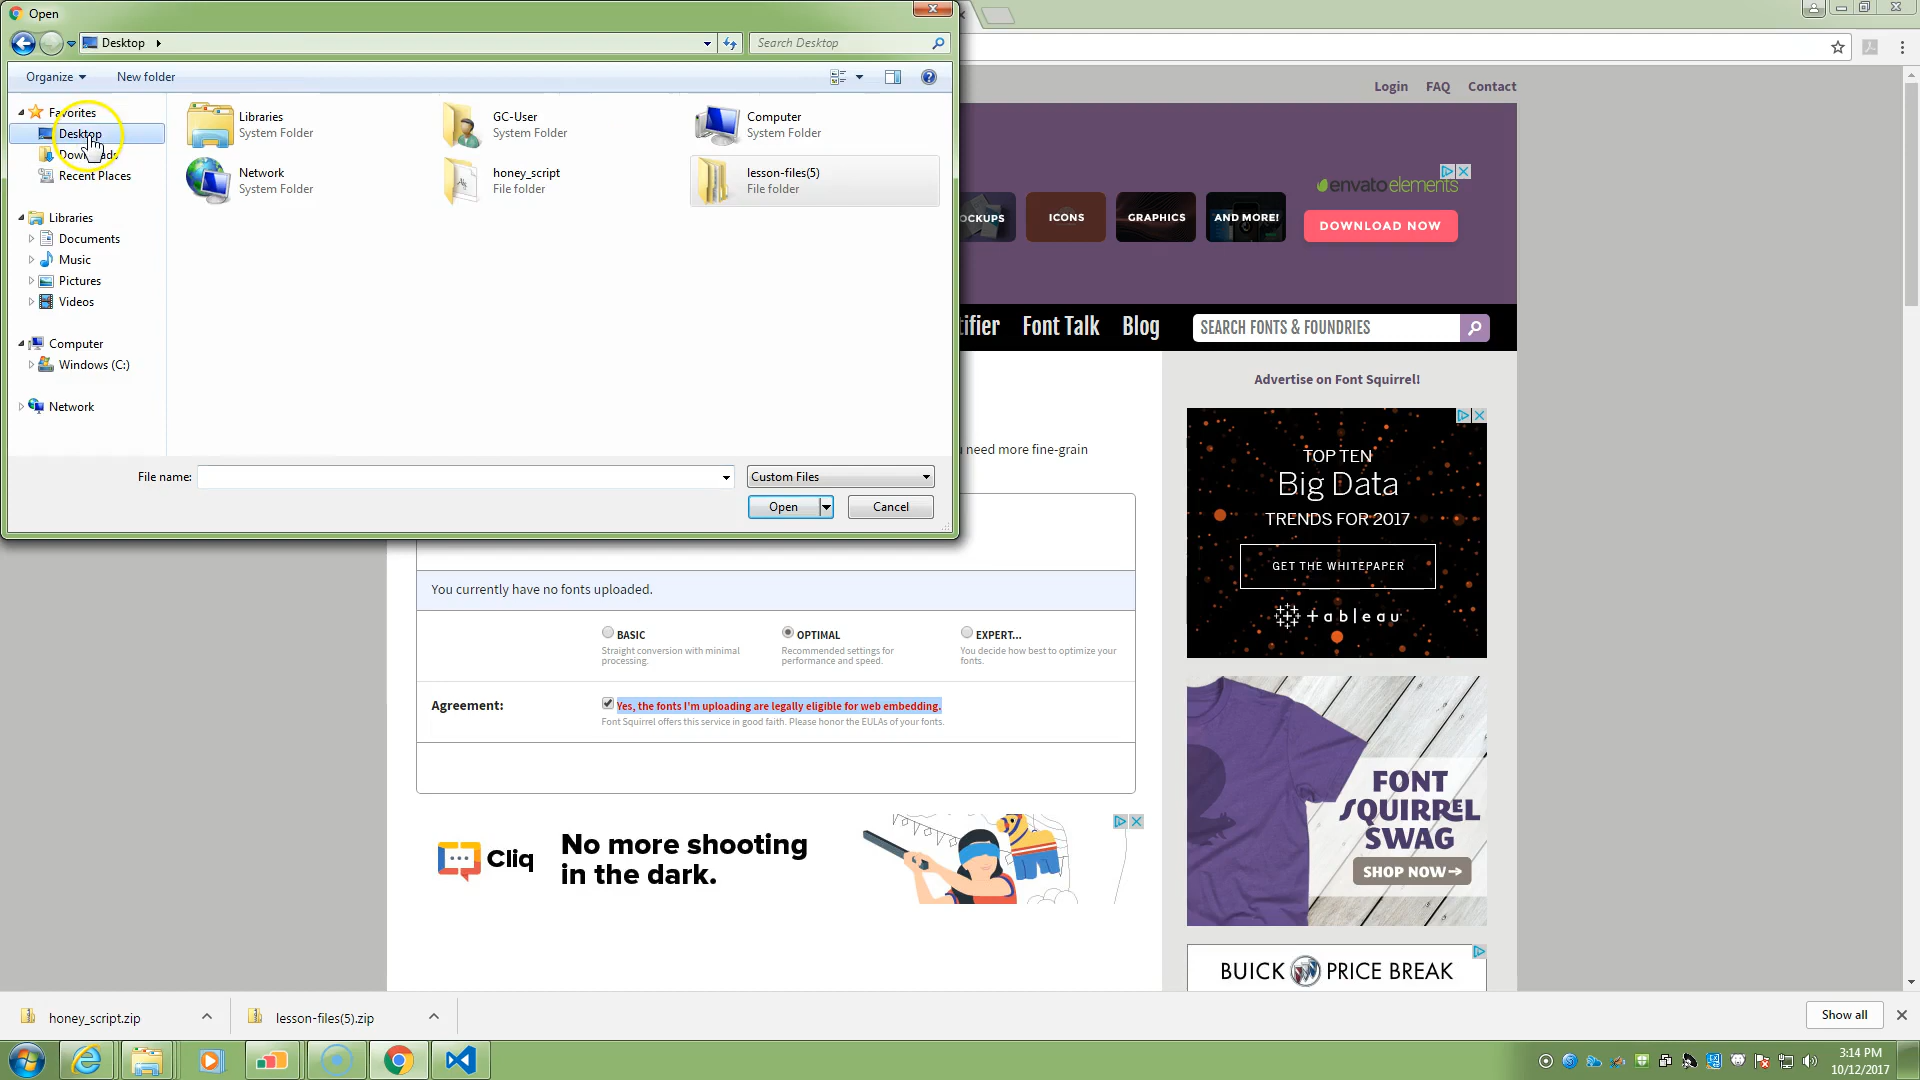 Open
Desktop
Search Desktop
Organize
New folder
Favorites
Desktop
Downloads
Recent Places
Libraries
Documents
Music
Pictures
Videos
Computer
Windows (C:)
Network
Libraries
System Folder
GC-User
System Folder
Computer
System Folder
Network
System Folder
honey_script
File folder
lesson-files(5)
File folder
File name:
Custom Files
Open
Cancel
Login FAQ Contact
OCKUPS
ICONS
GRAPHICS
AND MORE!
envatoelements
DOWNLOAD NOW
tifier Font Talk Blog
SEARCH FONTS & FOUNDRIES
need more fine-grain
You currently have no fonts uploaded.
BASIC
Straight conversion with minimal
processing.
OPTIMAL
Recommended settings for
performance and speed.
EXPERT...
You decide how best to optimize your
fonts.
Agreement:
Yes, the fonts I'm uploading are legally eligible for web embedding.
Font Squirrel offers this service in good faith. Please honor the EULAs of your fonts.
Cliq
No more shooting
in the dark.
Advertise on Font Squirrel!
TOP TEN
Big Data
TRENDS FOR 2017
GET THE WHITEPAPER
+ableau
FONT
SQUIRREL
SWAG
SHOP NOW
BUICK PRICE BREAK
honey_script.zip
lesson-files(5).zip
Show all
3:14 PM
10/12/2017